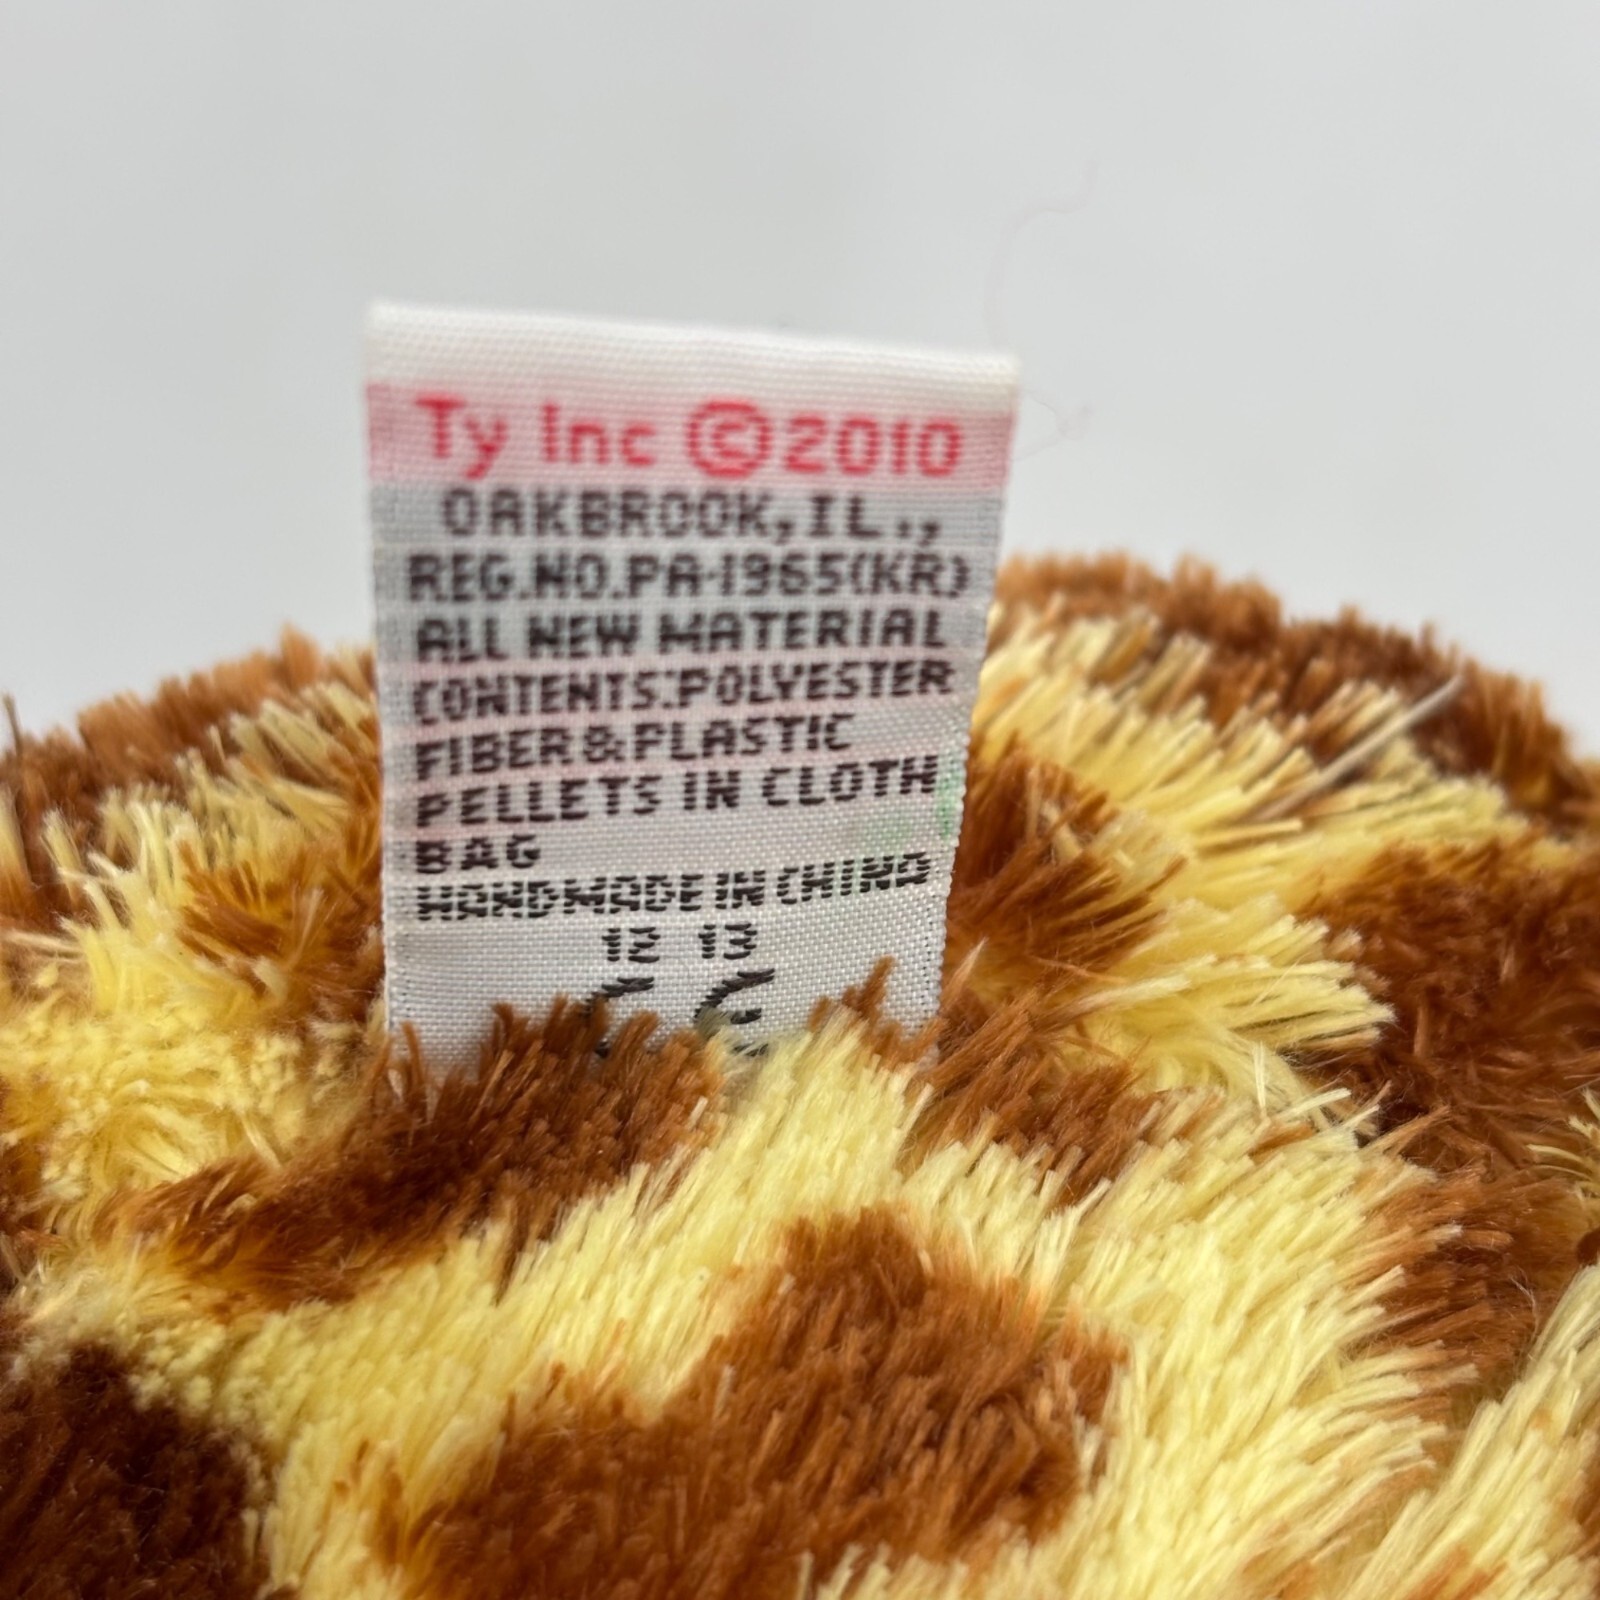 Ty Inc ©2010
OAKBROOK,IL.,
REG.NO.PA-1965(KR)
ALL NEW MATERIAL
CONTENTS:POLYESTER
FIBER&PLASTIC
PELLETS IN CLOTH
BAG
HANDMADE IN CHINA
12 13